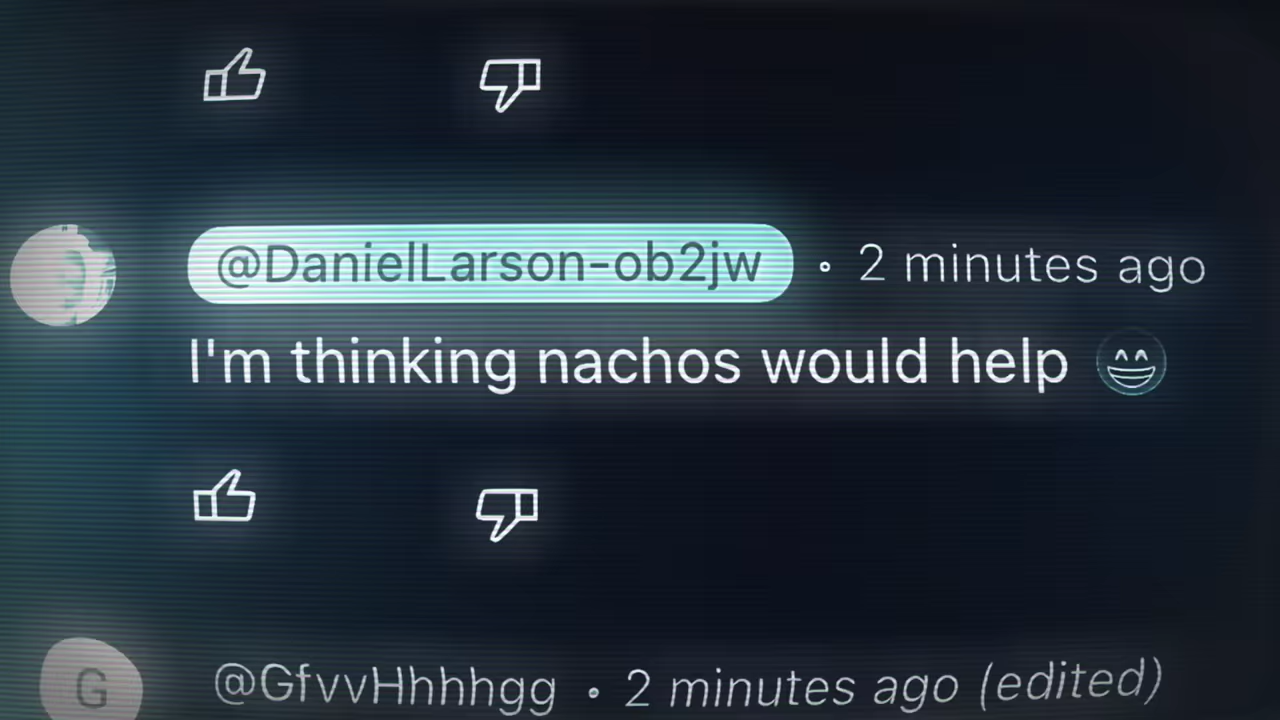 @DanielLarson-ob2jw • 2 minutes ago
I'm thinking nachos would help 😄
G @GfvvHhhhgg • 2 minutes ago (edited)